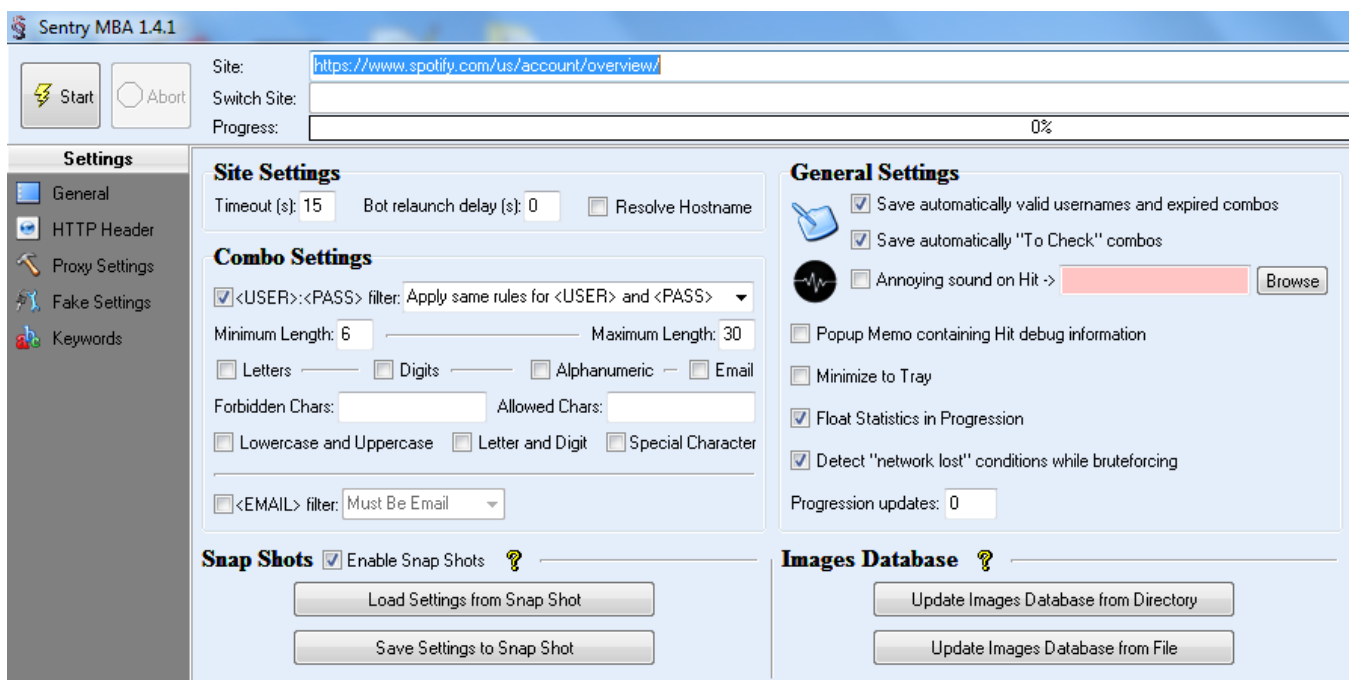 Sentry MBA 1.4.1
Start
Abort
Site: https://www.spotify.com/us/account/overview/
Switch Site:
Progress: 0%
Settings
General
HTTP Header
Proxy Settings
Fake Settings
Keywords
Site Settings
Timeout (s): 15 Bot relaunch delay (s): 0 Resolve Hostname
Combo Settings
<USER>:<PASS> filter: Apply same rules for <USER> and <PASS>
Minimum Length: 6 Maximum Length: 30
Letters Digits Alphanumeric Email
Forbidden Chars: Allowed Chars:
Lowercase and Uppercase Letter and Digit Special Character
<EMAIL> filter: Must Be Email
Snap Shots Enable Snap Shots ?
Load Settings from Snap Shot
Save Settings to Snap Shot
General Settings
Save automatically valid usernames and expired combos
Save automatically "To Check" combos
Annoying sound on Hit -> Browse
Popup Memo containing Hit debug information
Minimize to Tray
Float Statistics in Progression
Detect "network lost" conditions while bruteforcing
Progression updates: 0
Images Database ?
Update Images Database from Directory
Update Images Database from File